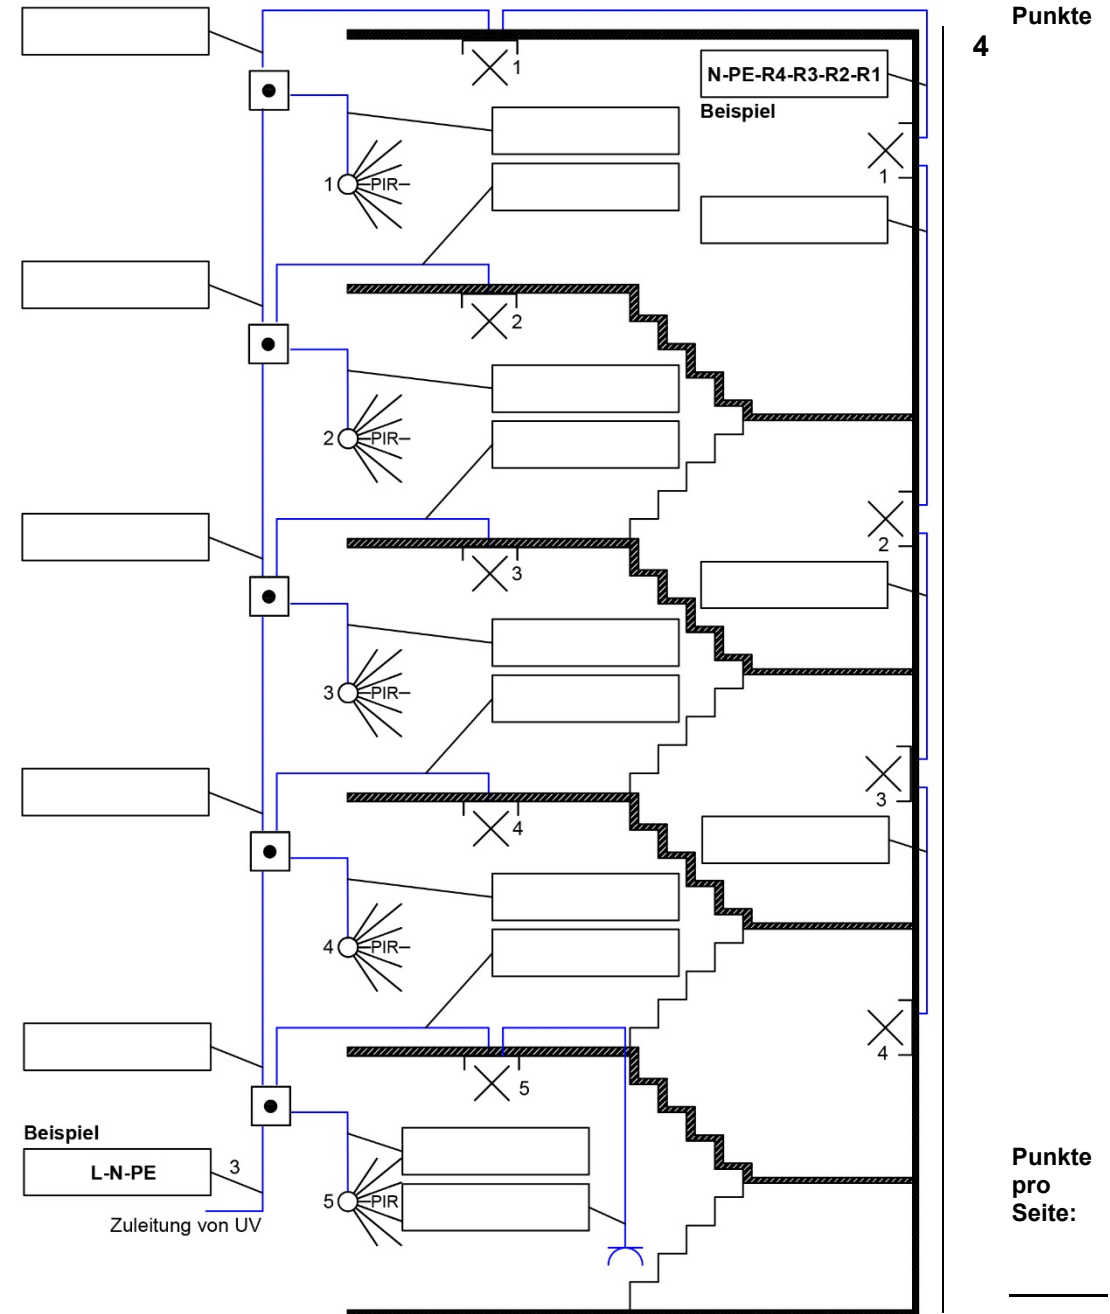 Punkte
4
1
N-PE-R4-R3-R2-R1
Beispiel
1
1
PIR
2
2
PIR
2
3
3
PIR
3
4
4
PIR
4
5
Beispiel
L-N-PE
3
5
PIR
Zuleitung von UV
Punkte
pro
Seite: